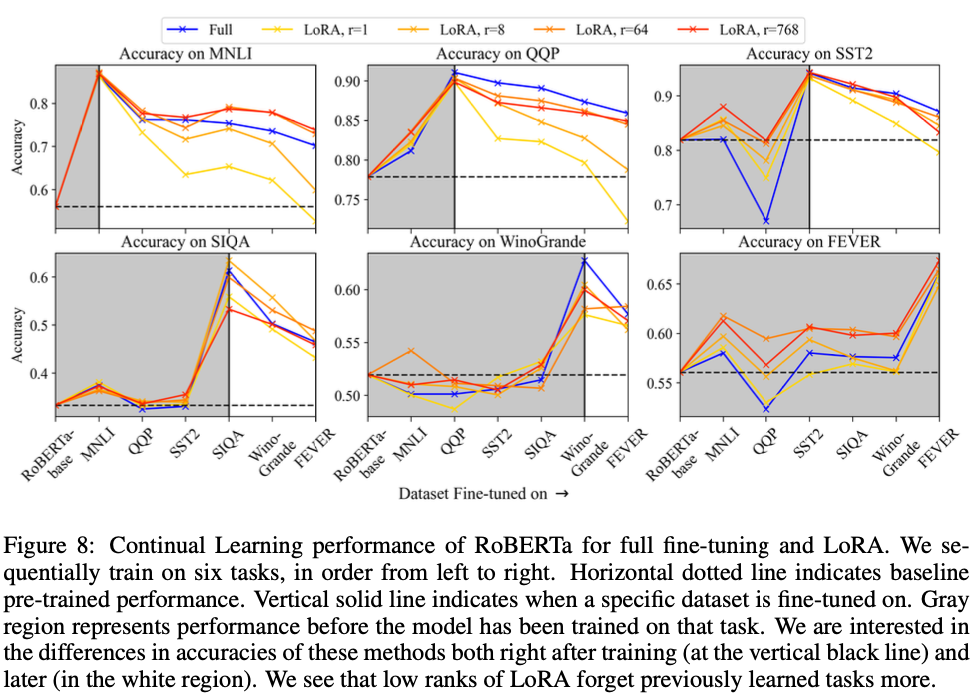 Full LoRA, r=1 LoRA, r=8 LoRA, r=64 LoRA, r=768
Accuracy on MNLI Accuracy on QQP Accuracy on SST2
Accuracy
0.8
0.7
0.6
0.90
0.85
0.80
0.75
0.9
0.8
0.7
Accuracy on SIQA Accuracy on WinoGrande Accuracy on FEVER
Accuracy
0.6
0.5
0.4
0.60
0.55
0.50
0.65
0.60
0.55
RoBERTa-
base
MNLI
QQP
SST2
SIQA
Wino-
Grande
FEVER
RoBERTa-
base
MNLI
QQP
SST2
SIQA
Wino-
Grande
FEVER
RoBERTa-
base
MNLI
QQP
SST2
SIQA
Wino-
Grande
FEVER
Dataset Fine-tuned on →
Figure 8: Continual Learning performance of RoBERTa for full fine-tuning and LoRA. We se-
quentially train on six tasks, in order from left to right. Horizontal dotted line indicates baseline
pre-trained performance. Vertical solid line indicates when a specific dataset is fine-tuned on. Gray
region represents performance before the model has been trained on that task. We are interested in
the differences in accuracies of these methods both right after training (at the vertical black line) and
later (in the white region). We see that low ranks of LoRA forget previously learned tasks more.